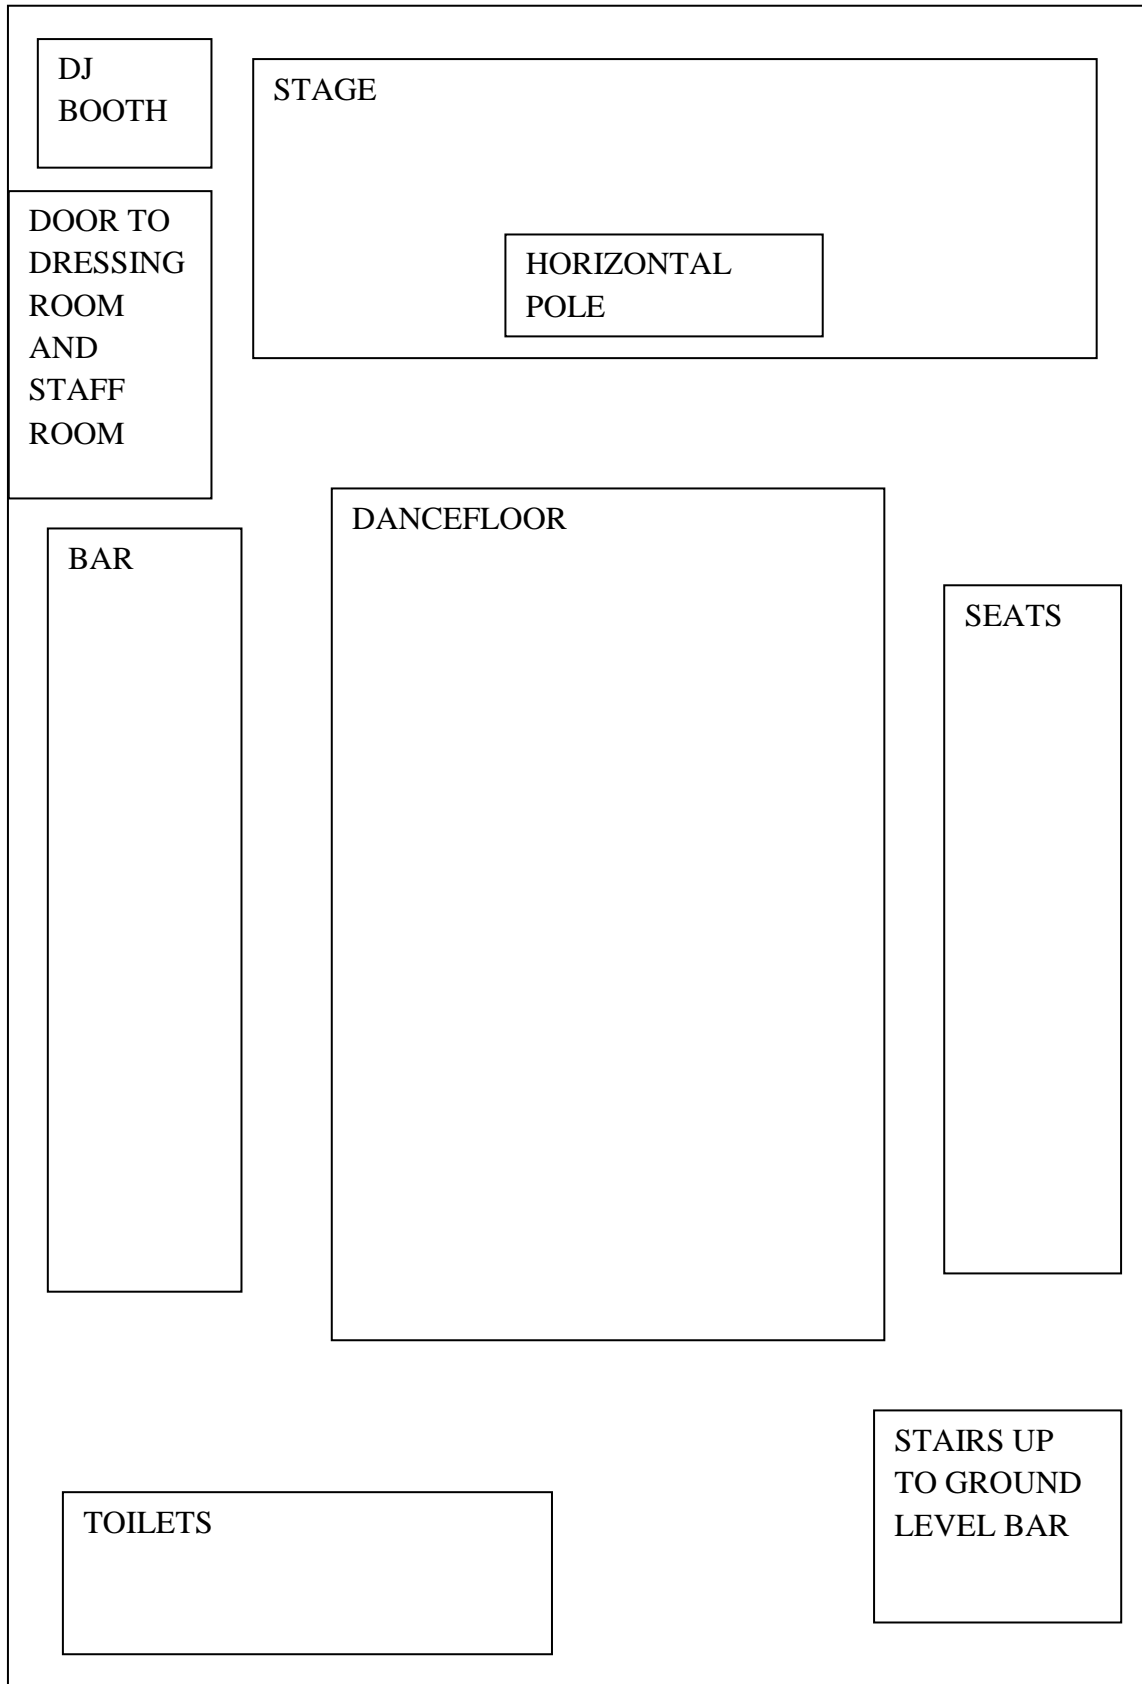 DJ
BOOTH
STAGE
DOOR TO
DRESSING
ROOM
AND
STAFF
ROOM
HORIZONTAL
POLE
DANCEFLOOR
BAR
SEATS
STAIRS UP
TO GROUND
LEVEL BAR
TOILETS